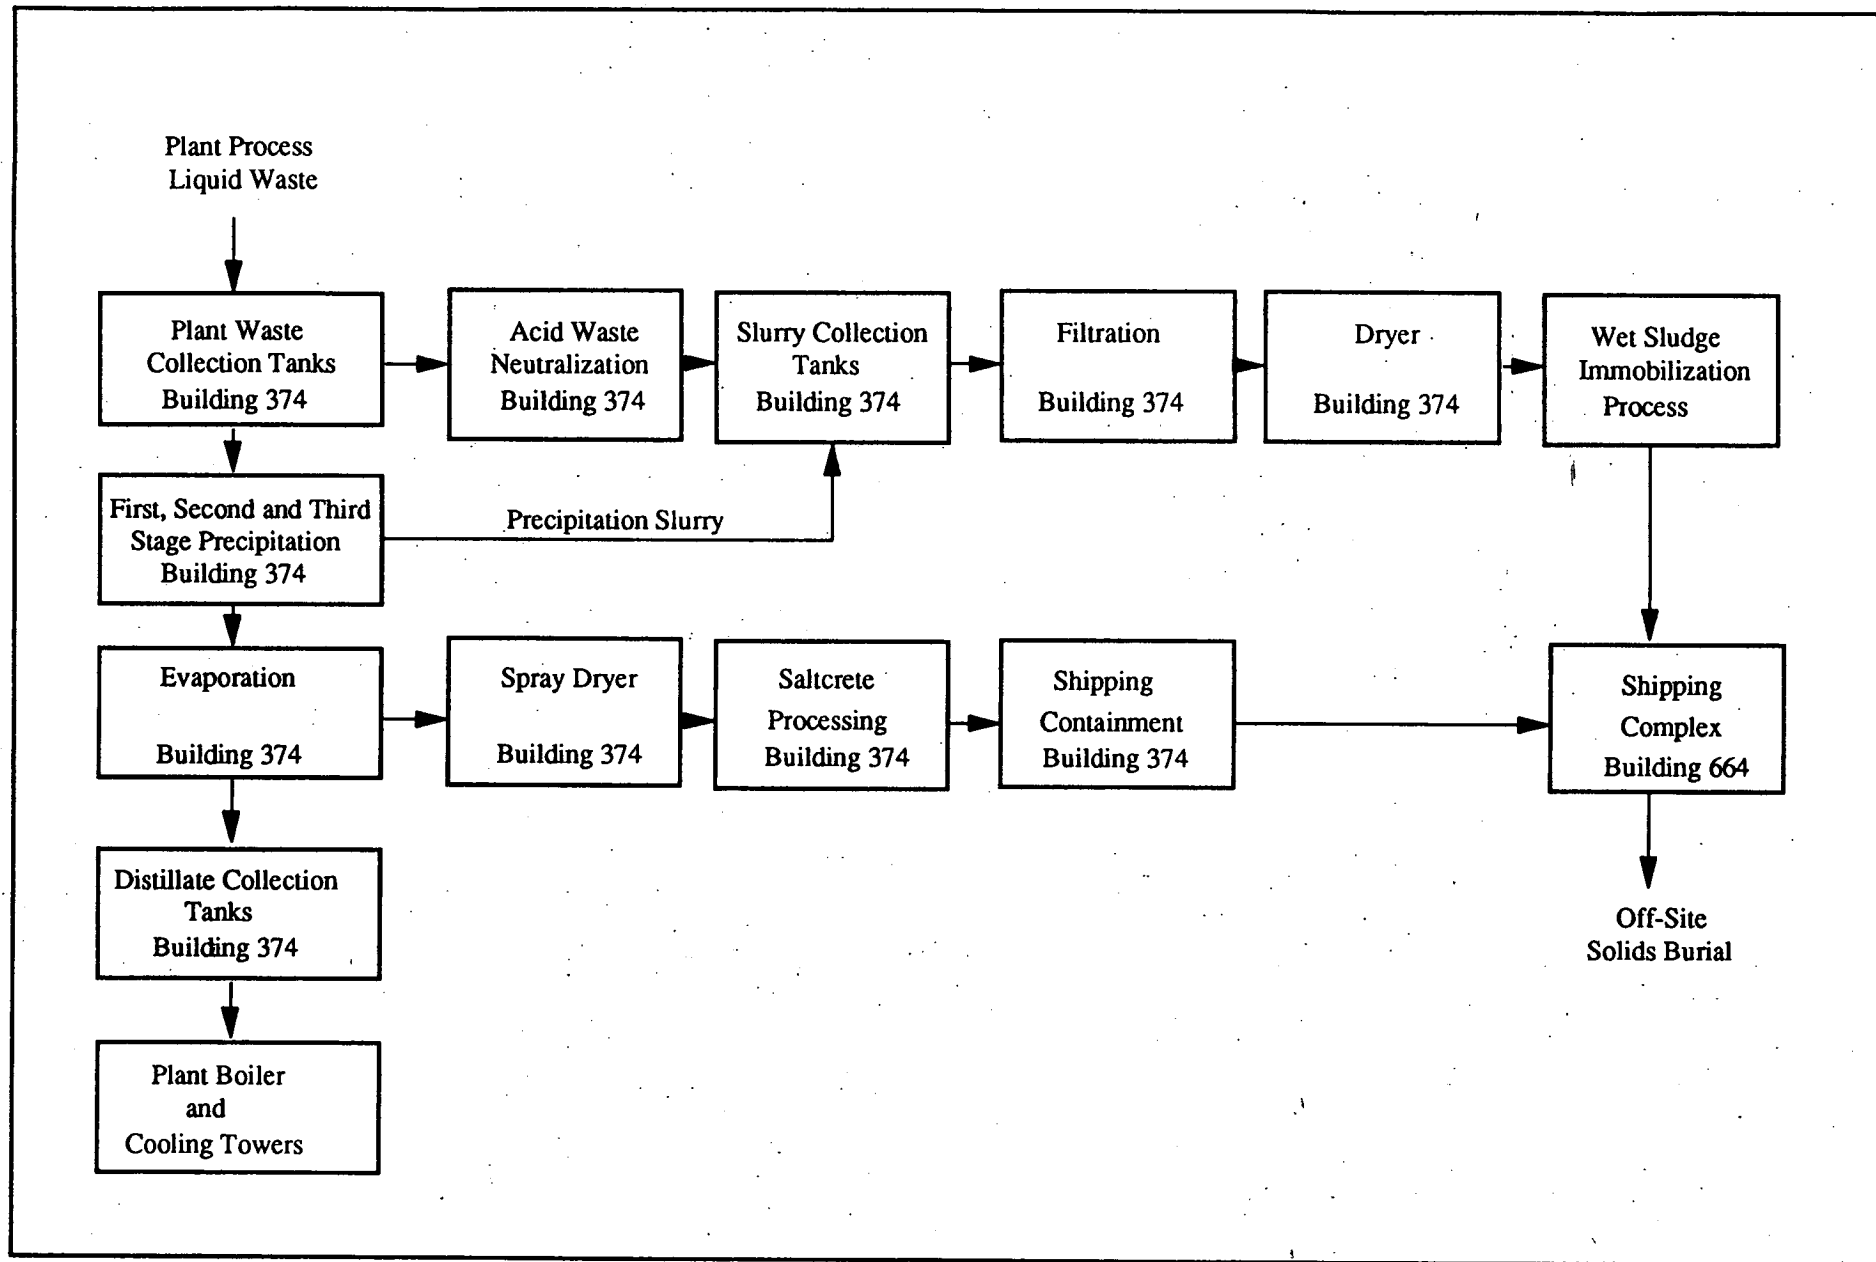 Plant Process
Liquid Waste
Plant Waste
Collection Tanks
Building 374
Acid Waste
Neutralization
Building 374
Slurry Collection
Tanks
Building 374
Filtration
Building 374
Dryer
Building 374
Wet Sludge
Immobilization
Process
First, Second and Third
Stage Precipitation
Building 374
Precipitation Slurry
Evaporation
Building 374
Spray Dryer
Building 374
Saltcrete
Processing
Building 374
Shipping
Containment
Building 374
Shipping
Complex
Building 664
Distillate Collection
Tanks
Building 374
Off-Site
Solids Burial
Plant Boiler
and
Cooling Towers